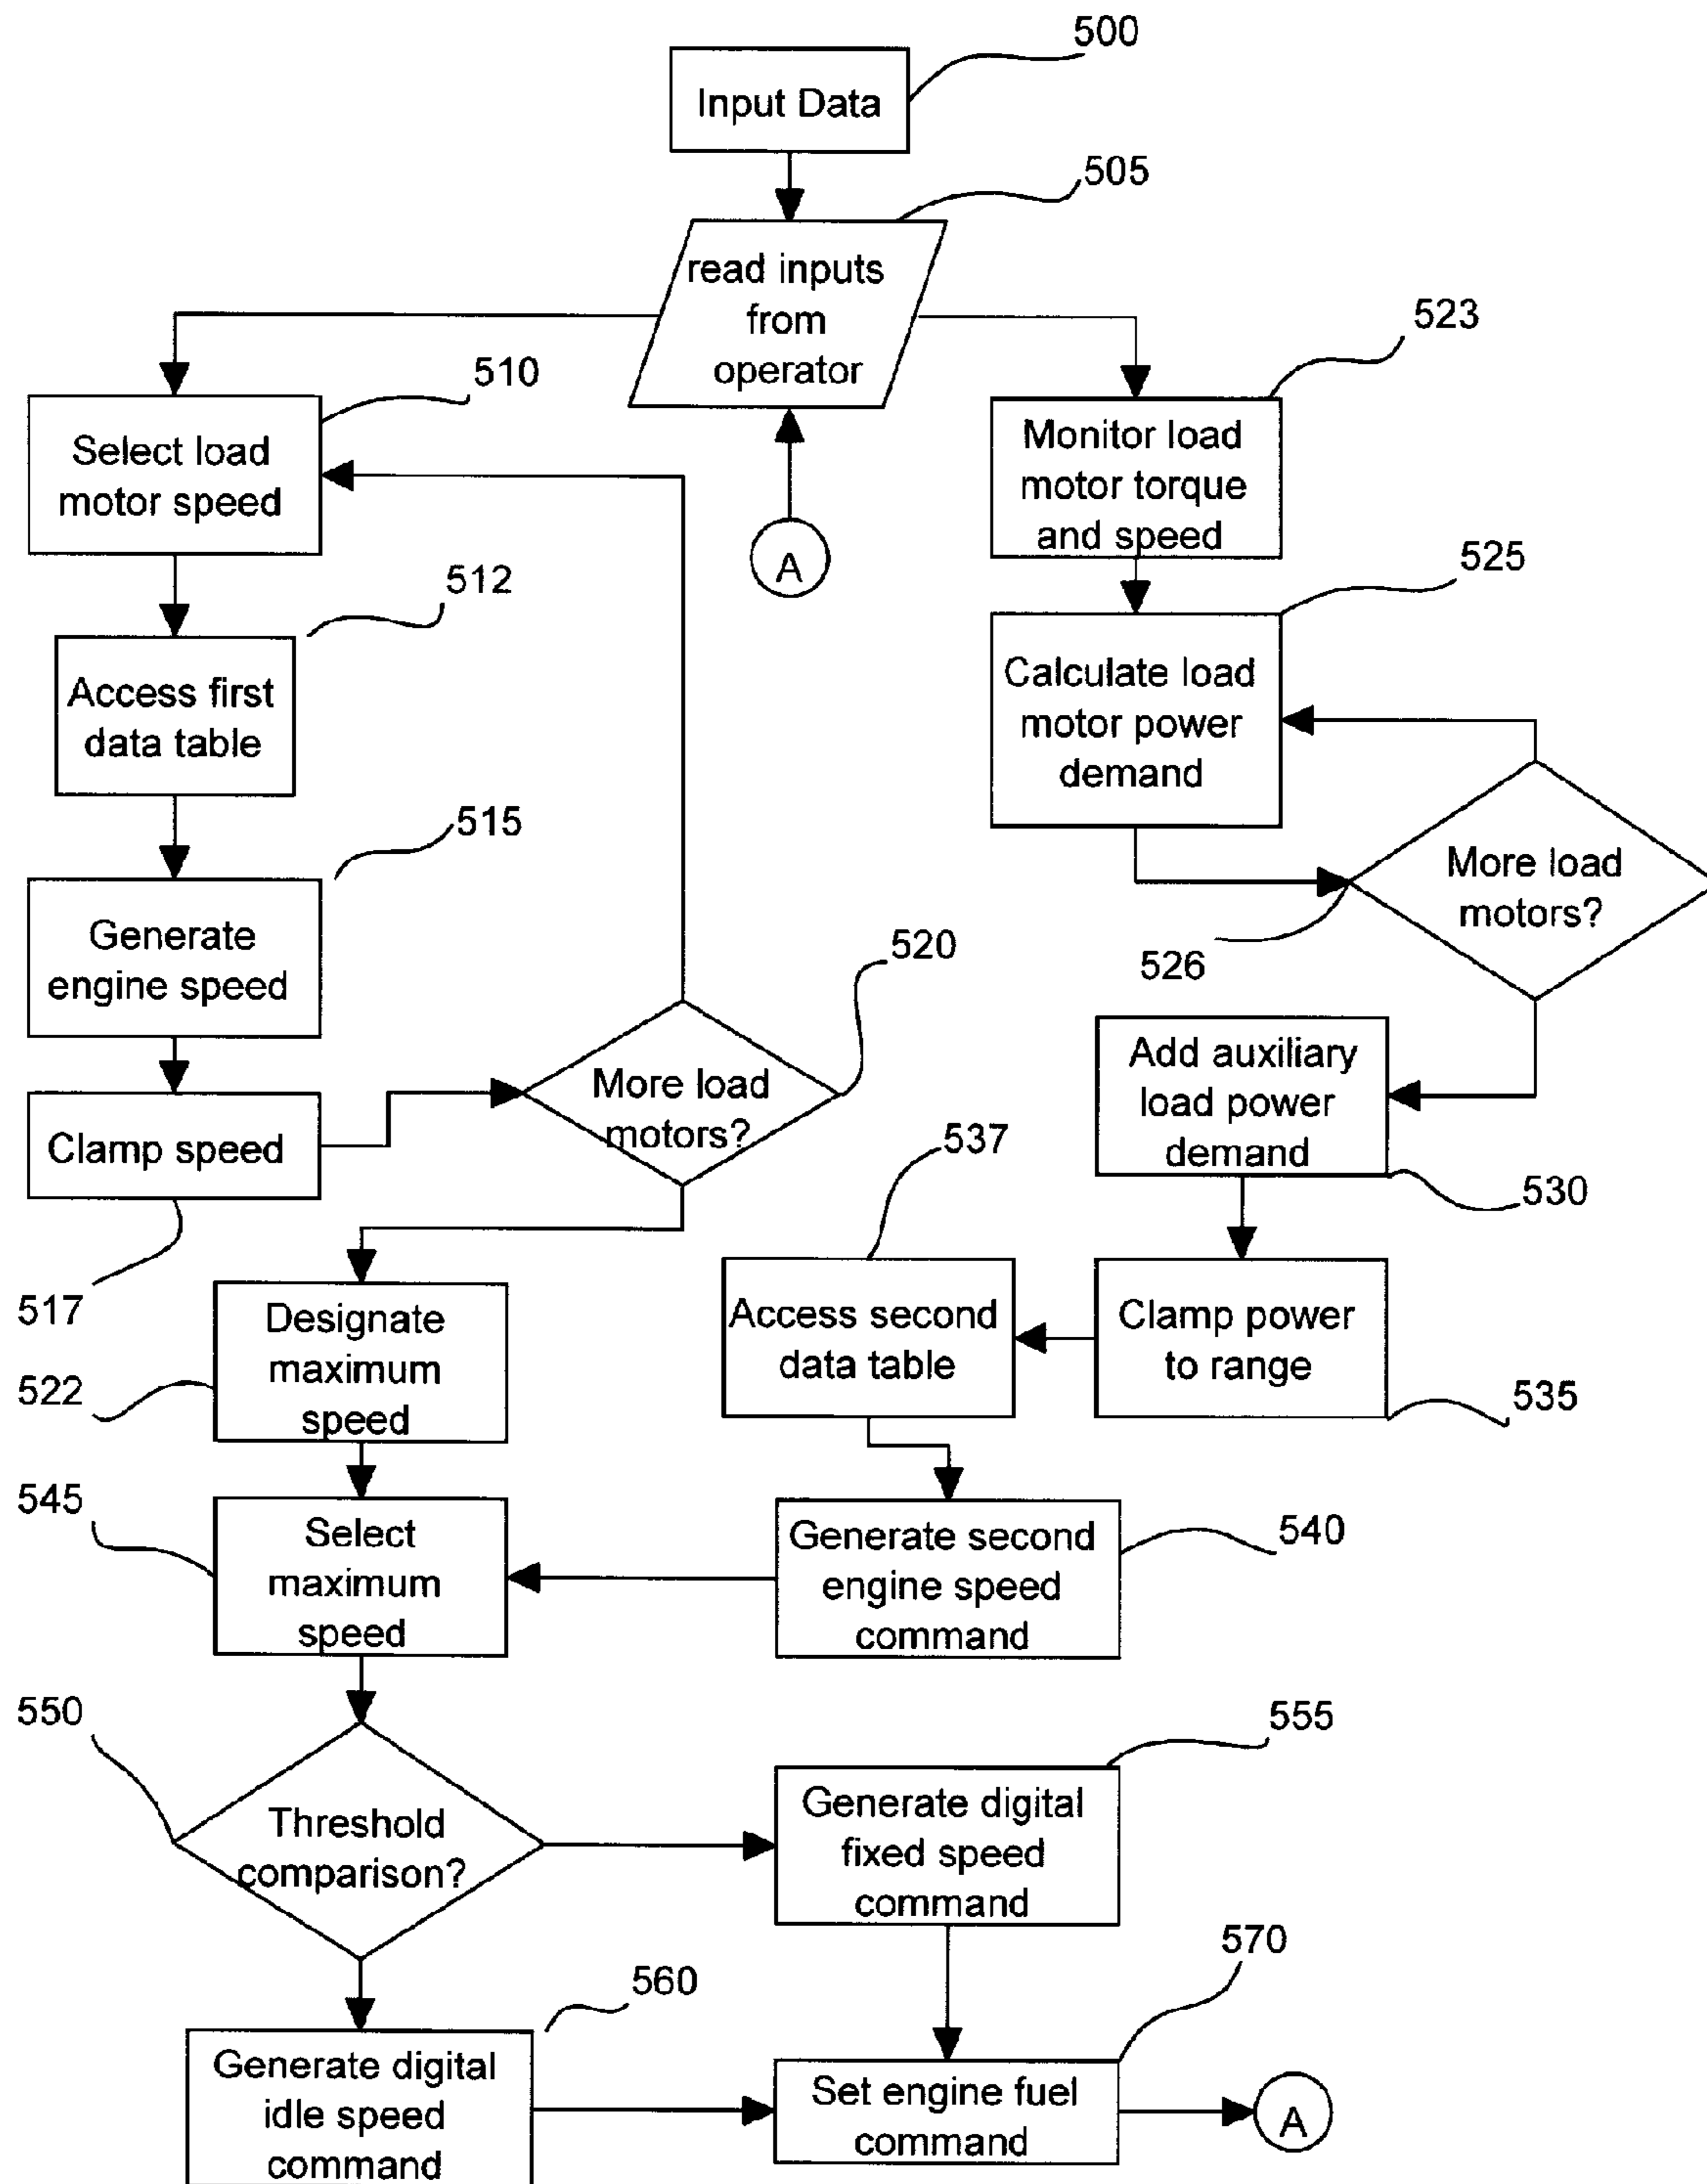 500
Input Data
505
read inputs
from
operator
523
510
Select load
motor speed
Monitor load
motor torque
and speed
A
512
525
Access first
data table
Calculate load
motor power
demand
515
More load
motors?
Generate
engine speed
520
526
Add auxiliary
load power
demand
More load
motors?
Clamp speed
537
530
517
Designate
maximum
speed
Access second
data table
Clamp power
to range
522
535
545
Select
maximum
speed
Generate second
engine speed
command
540
550
555
Threshold
comparison?
Generate digital
fixed speed
command
570
560
Generate digital
idle speed
command
Set engine fuel
command
A